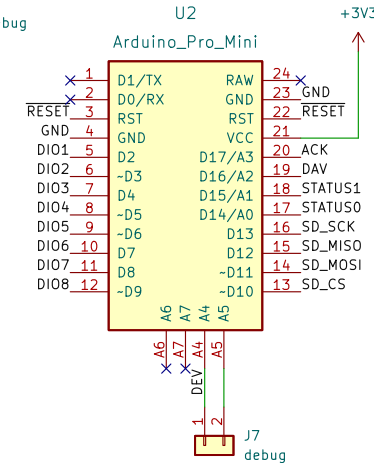 bug
U2
+3V3
Arduino_Pro_Mini
1 D1/TX RAW 24
2 D0/RX GND 23 GND
RESET 3 RST RST 22 RESET
GND 4 GND VCC 21
DIO1 5 D2 D17/A3 20 ACK
DIO2 6 ~D3 D16/A2 19 DAV
DIO3 7 D4 D15/A1 18 STATUS1
DIO4 8 ~D5 D14/A0 17 STATUS0
DIO5 9 ~D6 D13 16 SD_SCK
DIO6 10 D7 D12 15 SD_MISO
DIO7 11 D8 ~D11 14 SD_MOSI
DIO8 12 ~D9 ~D10 13 SD_CS
A6 A7 A4 A5
A6 A7 A4 A5
DEV
1 2
J7
debug